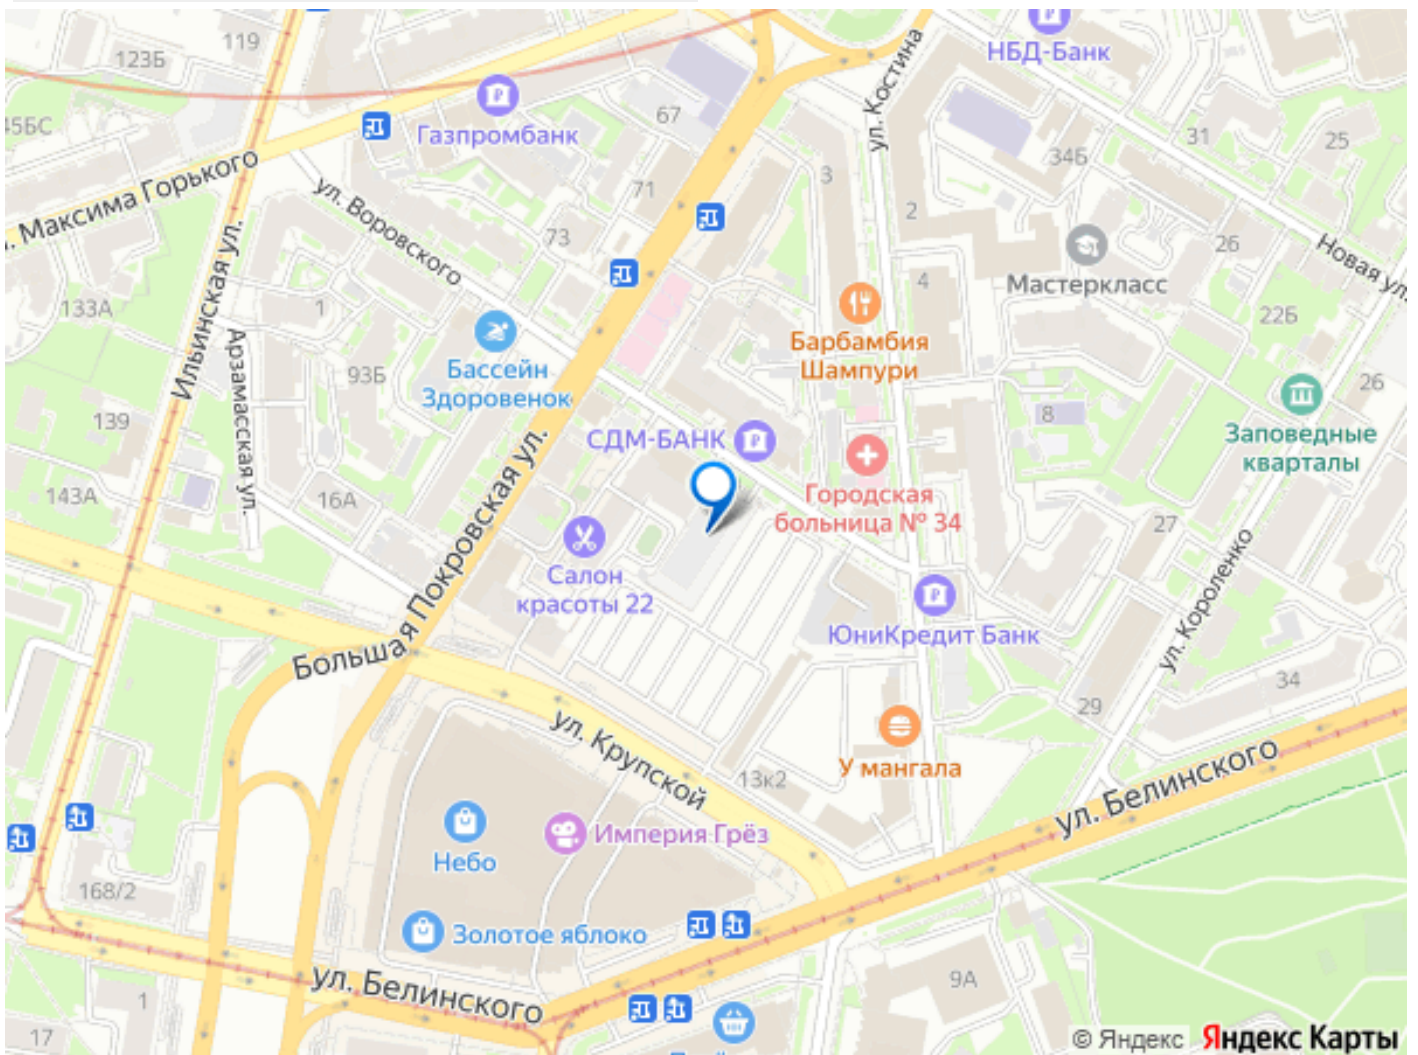 119
123Б
НБД-Банк
ул. Костина
45БС
Газпромбанк
67
31
25
34Б
. Максима Горького
ул. Воровского
71
3
2
73
26
Новая ул.
Мастеркласс
4
133А
1
Ильинская ул.
Арзамасская ул.
22Б
Барбамбия
Шампури
Бассейн
Здоровенок
93Б
26
139
8
СДМ-БАНК
Заповедные
кварталы
143А
16А
Большая Покровская ул.
Городская
больница № 34
27
Салон
красоты 22
ул. Короленко
ЮниКредит Банк
34
29
ул. Крупской
13к2
У мангала
ул. Белинского
Небо
Империя Грёз
168/2
Золотое яблоко
ул. Белинского
9А
1
17
© Яндекс Яндекс Карты